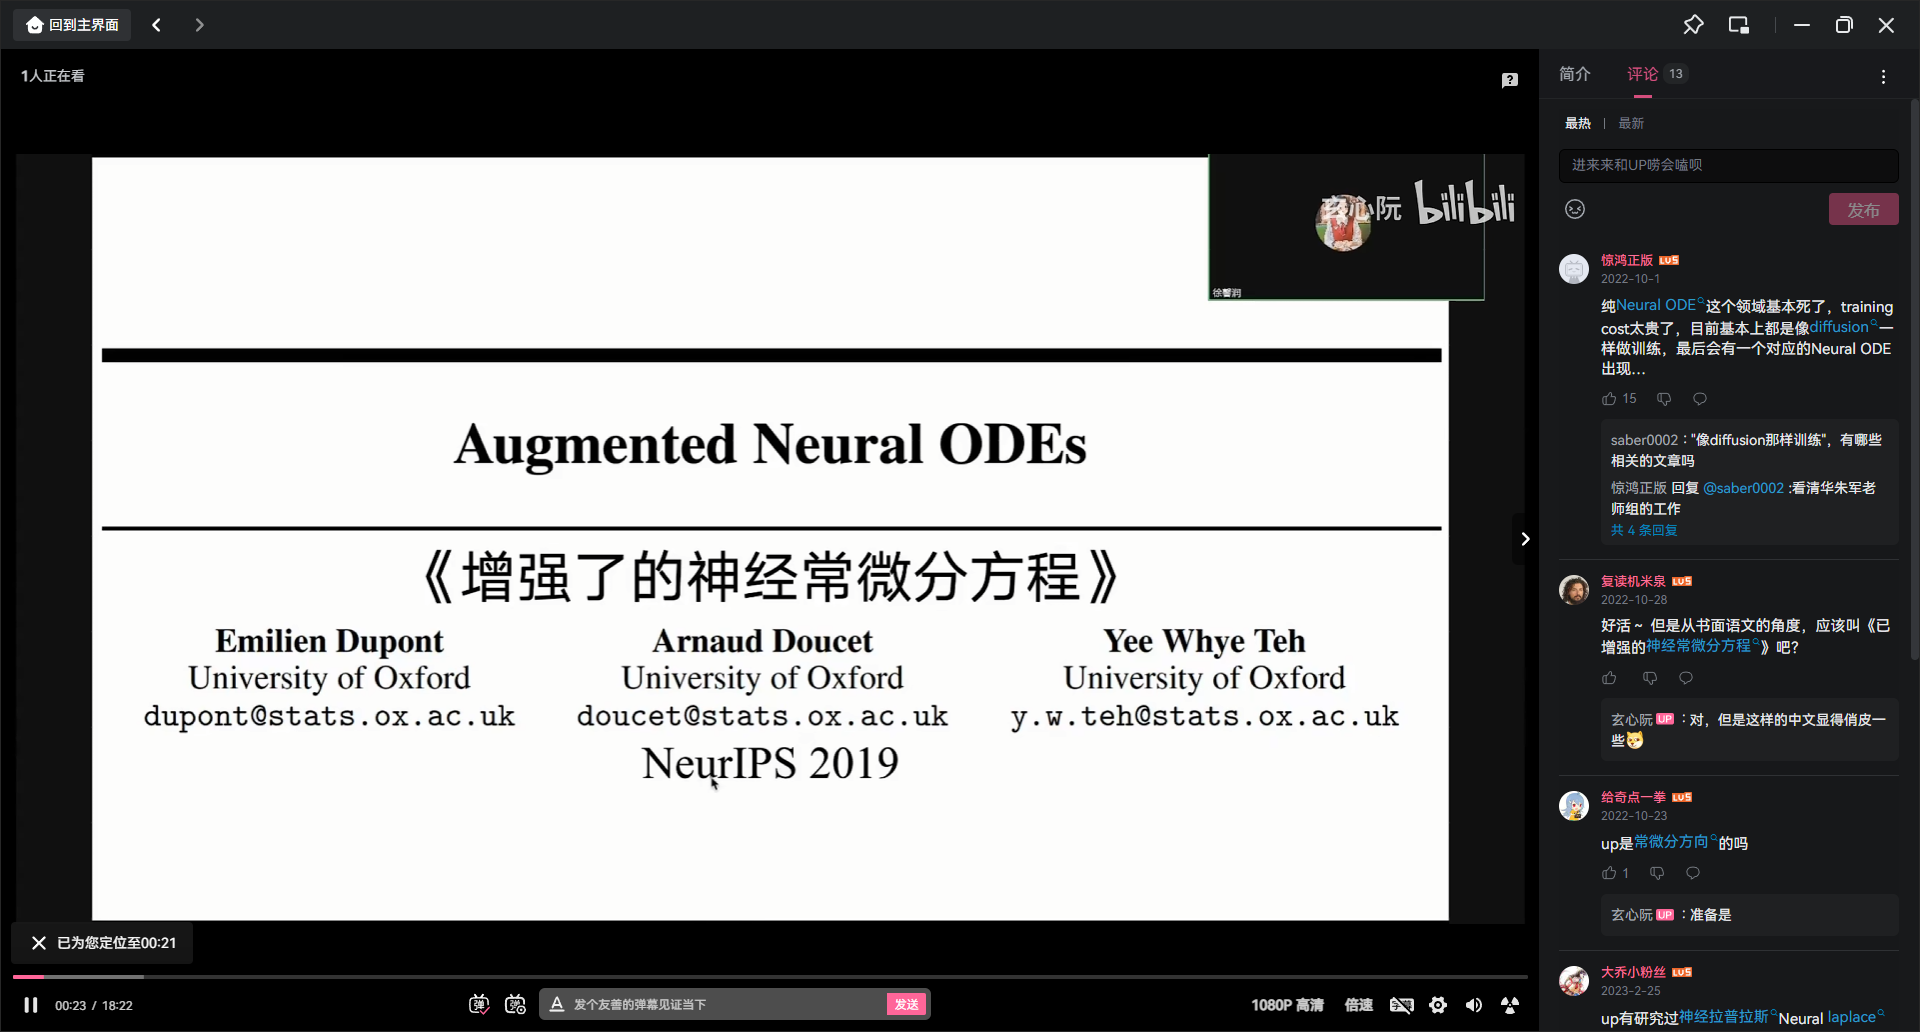 回到主界面
1人正在看
玄心阮 bilibili
徐馨润
Augmented Neural ODEs
《增强了的神经常微分方程》
Emilien Dupont
University of Oxford
dupont@stats.ox.ac.uk
Arnaud Doucet
University of Oxford
doucet@stats.ox.ac.uk
Yee Whye Teh
University of Oxford
y.w.teh@stats.ox.ac.uk
NeurIPS 2019
已为您定位至00:21
00:23 / 18:22
弹
弹
A 发个友善的弹幕见证当下
发送
1080P 高清
倍速
简介
评论 13
最热 | 最新
进来来和UP唠会嗑呗
发布
惊鸿正版 LV5
2022-10-1
纯Neural ODE这个领域基本死了，training
cost太贵了，目前基本上都是像diffusion一
样做训练，最后会有一个对应的Neural ODE
出现...
15
saber0002："像diffusion那样训练"，有哪些
相关的文章吗
惊鸿正版 回复 @saber0002 :看清华朱军老
师组的工作
共 4 条回复
复读机米泉 LV5
2022-10-28
好活~ 但是从书面语文的角度，应该叫《已
增强的神经常微分方程》吧？
玄心阮 UP ：对，但是这样的中文显得俏皮一
些
给奇点一拳 LV5
2022-10-23
up是常微分方向的吗
1
玄心阮 UP ：准备是
大乔小粉丝 LV5
2023-2-25
up有研究过神经拉普拉斯Neural laplace